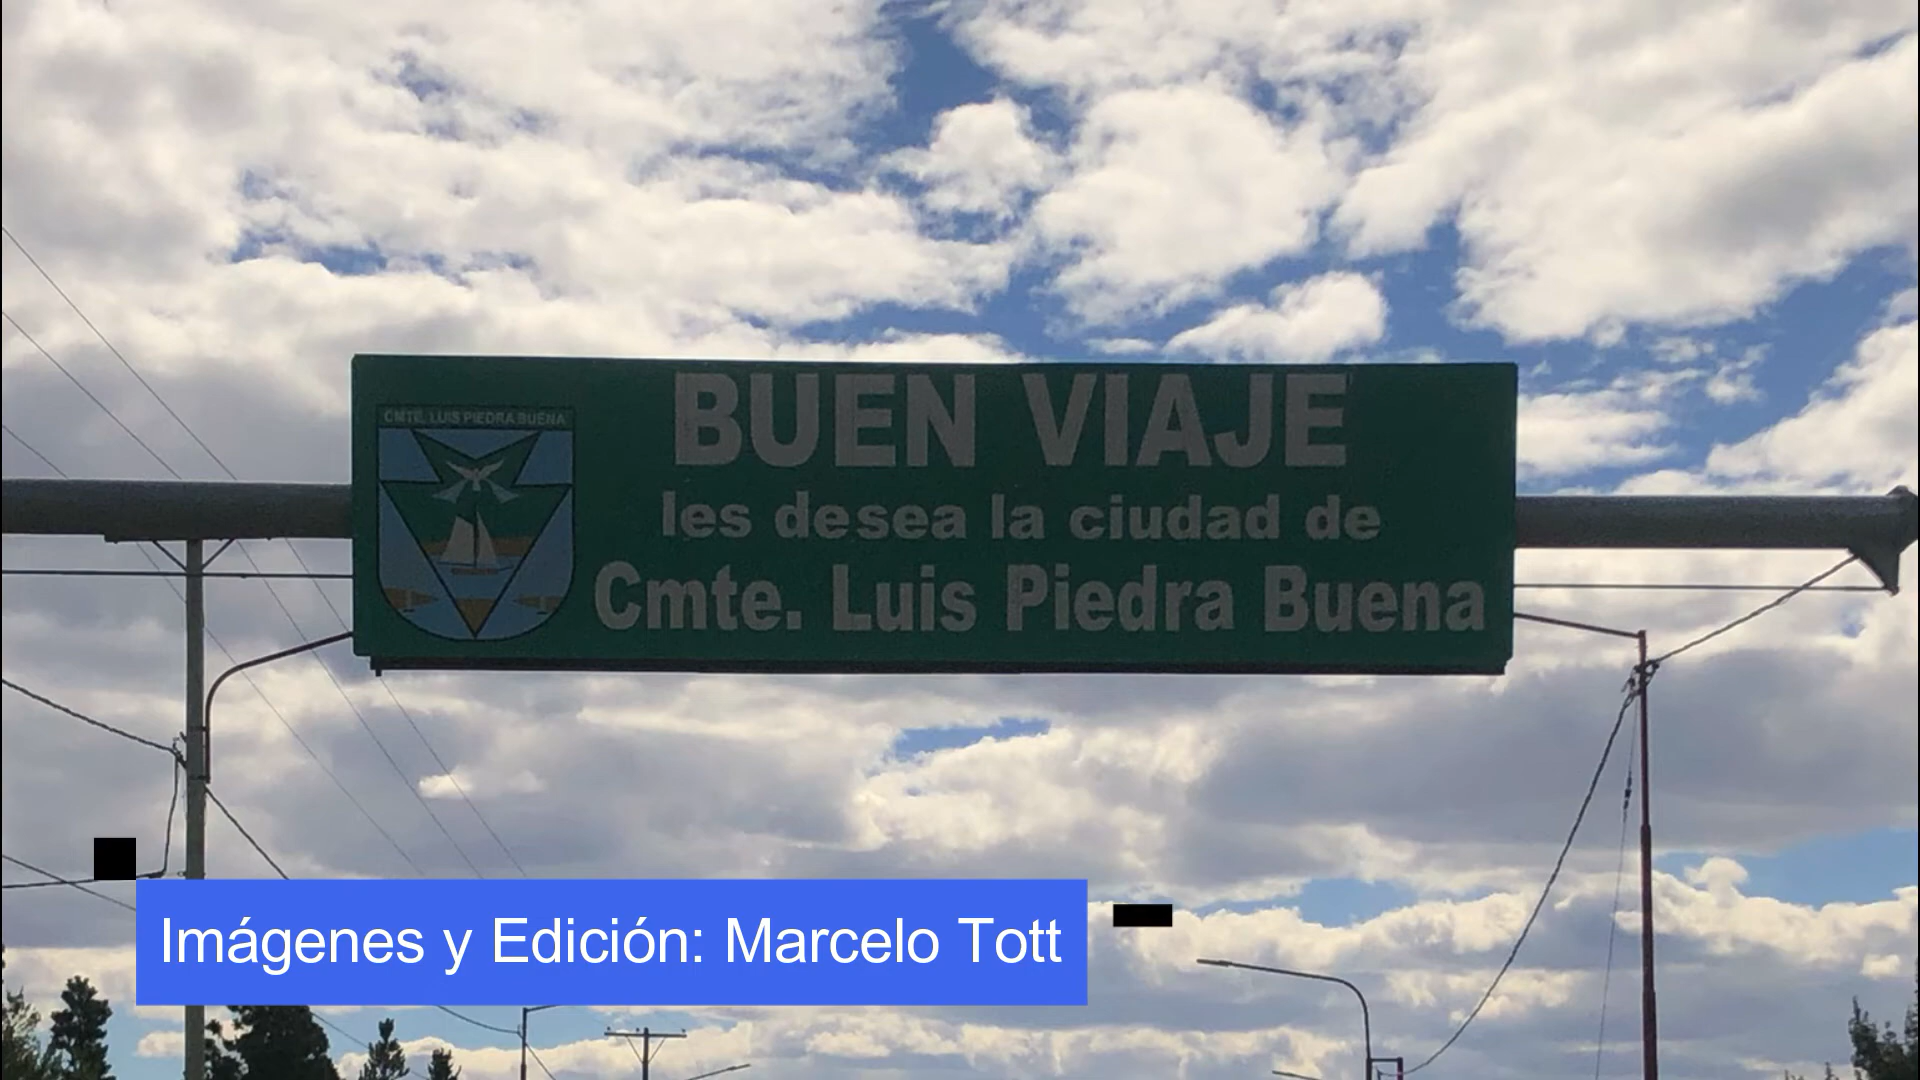 CMTE. LUIS PIEDRA BUENA
BUEN VIAJE
les desea la ciudad de
Cmte. Luis Piedra Buena
Imágenes y Edición: Marcelo Tott